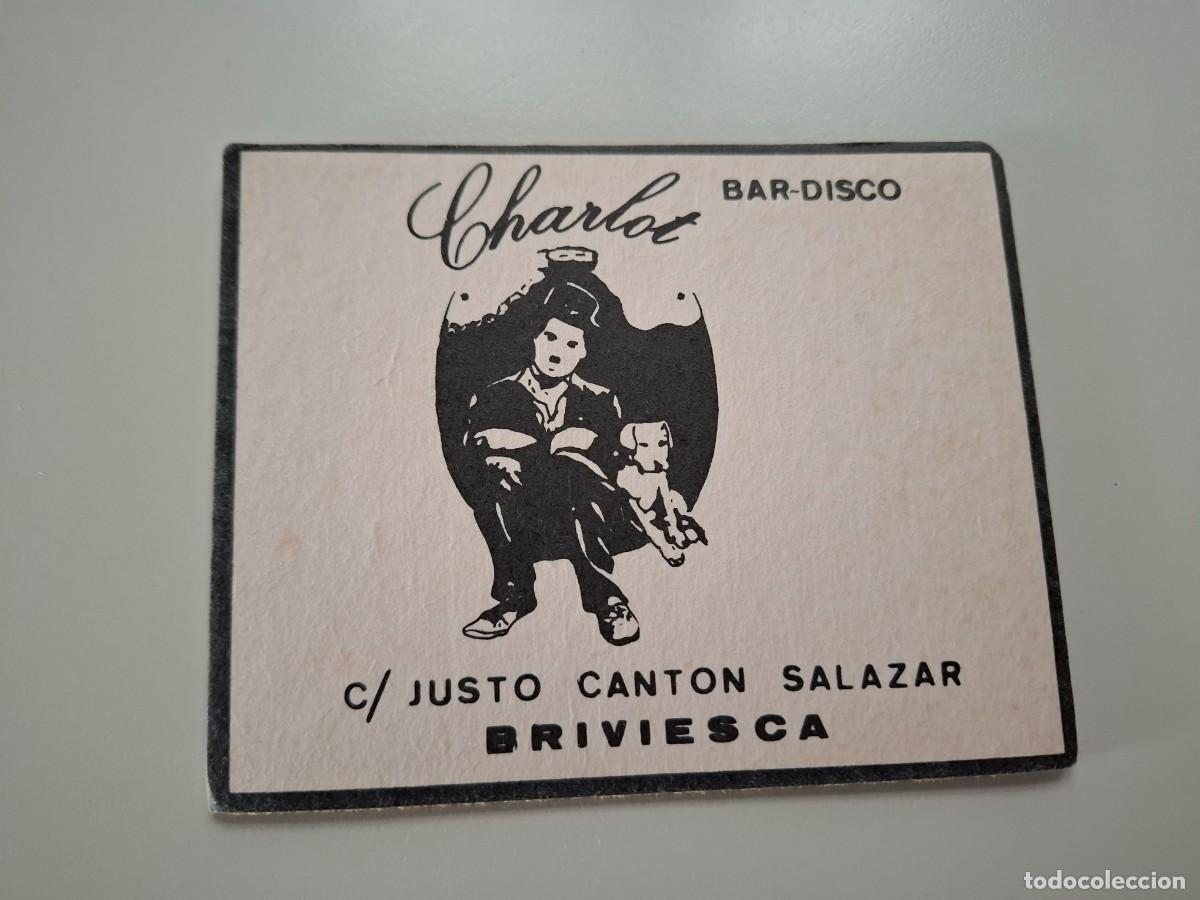 Charlot
BAR-DISCO
C/ JUSTO CANTON SALAZAR
BRIVIESCA
todocoleccion